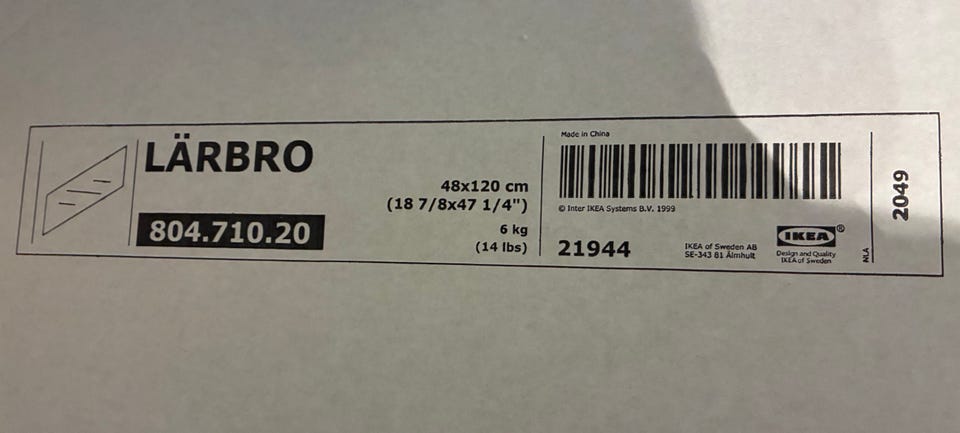 LÄRBRO
804.710.20
48x120 cm
(18 7/8x47 1/4")
6 kg
(14 lbs)
Made in China
© Inter IKEA Systems B.V. 1999
21944
IKEA of Sweden AB
SE-343 81 Älmhult
IKEA®
Design and Quality
IKEA of Sweden
NLA
2049